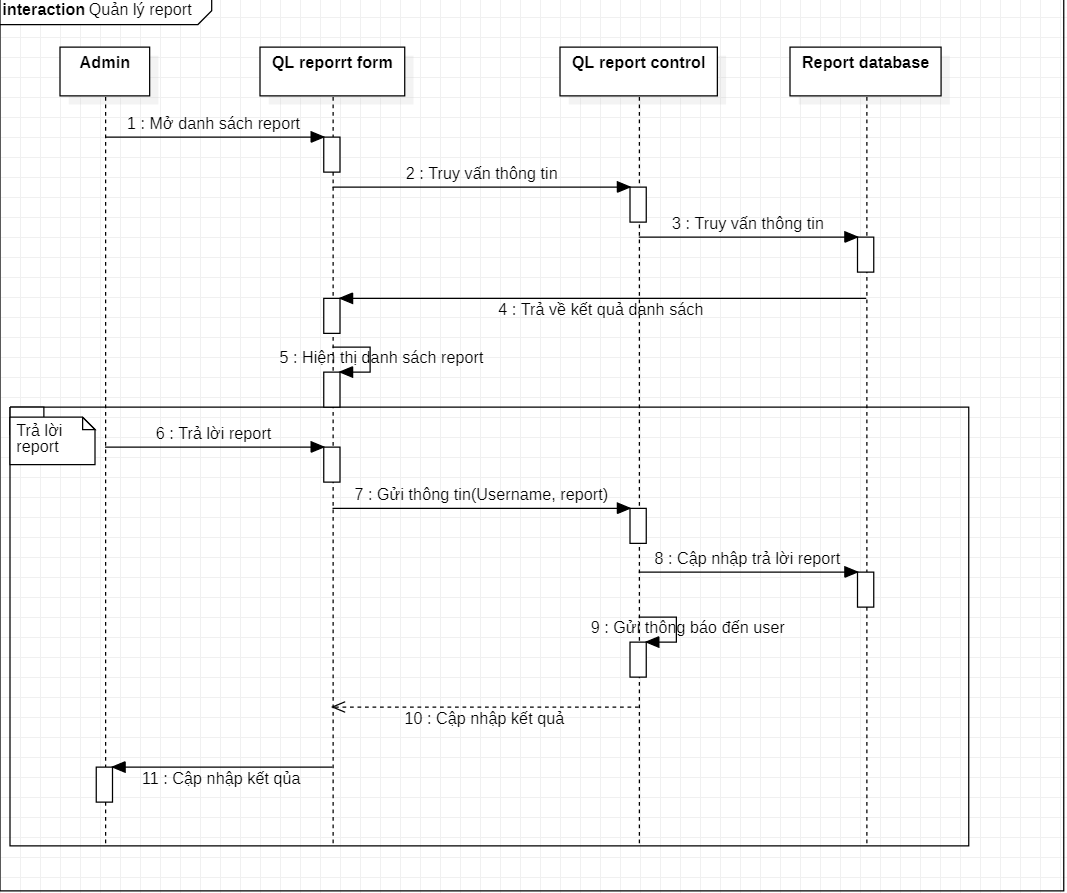 interaction Quản lý report
Admin
QL reporrt form
QL report control
Report database
1 : Mở danh sách report
2 : Truy vấn thông tin
3 : Truy vấn thông tin
4 : Trả về kết quả danh sách
5 : Hiện thị danh sách report
Trả lời
report
6 : Trả lời report
7 : Gửi thông tin(Username, report)
8 : Cập nhập trả lời report
9 : Gửi thông báo đến user
10 : Cập nhập kết quả
11 : Cập nhập kết qủa